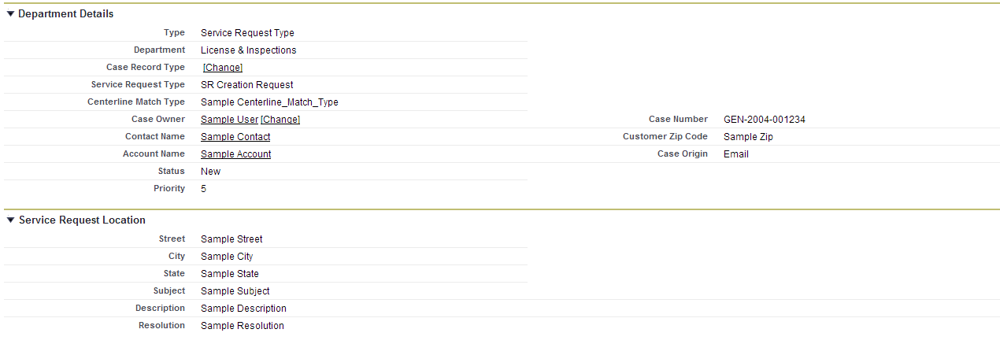 Department Details
Type Service Request Type
Department License & Inspections
Case Record Type [Change]
Service Request Type SR Creation Request
Centerline Match Type Sample Centerline_Match_Type
Case Owner Sample User [Change] Case Number GEN-2004-001234
Contact Name Sample Contact Customer Zip Code Sample Zip
Account Name Sample Account Case Origin Email
Status New
Priority 5
Service Request Location
Street Sample Street
City Sample City
State Sample State
Subject Sample Subject
Description Sample Description
Resolution Sample Resolution